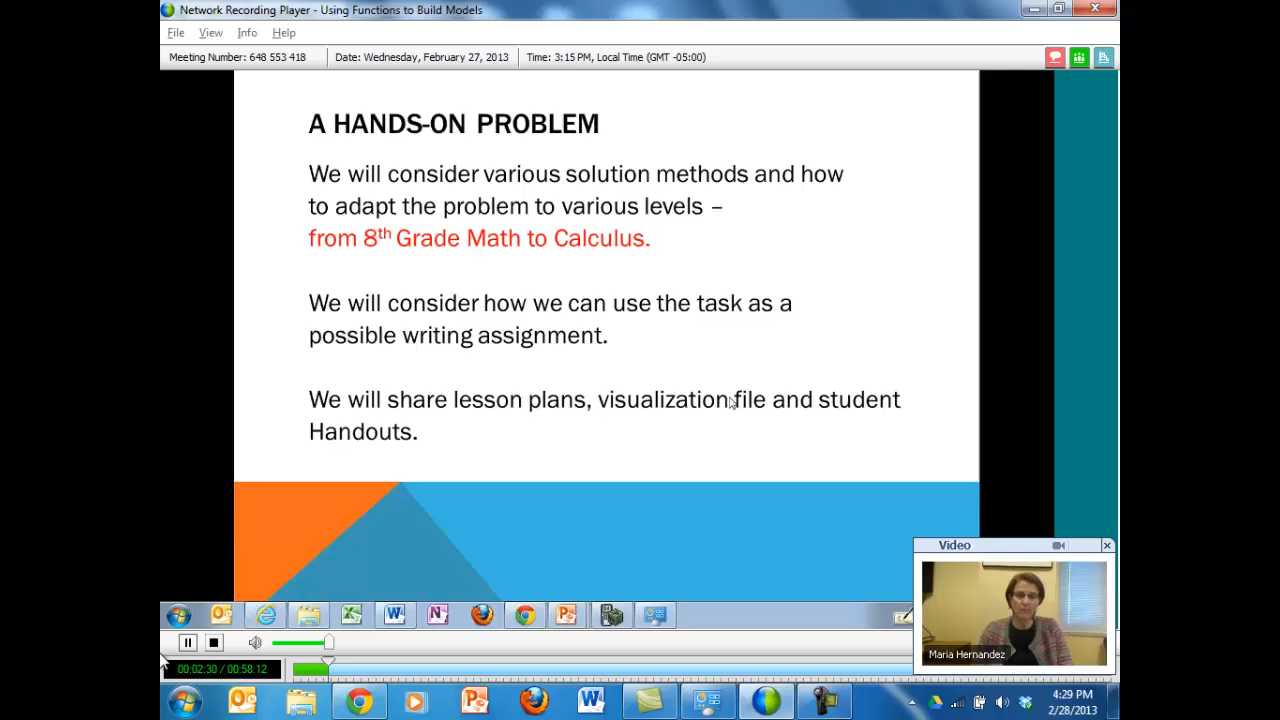 Network Recording Player - Using Functions to Build Models
File View Info Help
Meeting Number: 648 553 418 Date: Wednesday, February 27, 2013 Time: 3:15 PM, Local Time (GMT -05:00)
A HANDS-ON PROBLEM
We will consider various solution methods and how
to adapt the problem to various levels –
from 8th Grade Math to Calculus.
We will consider how we can use the task as a
possible writing assignment.
We will share lesson plans, visualization file and student
Handouts.
Video
Maria Hernandez
00:02:30 / 00:58:12
4:29 PM
2/28/2013